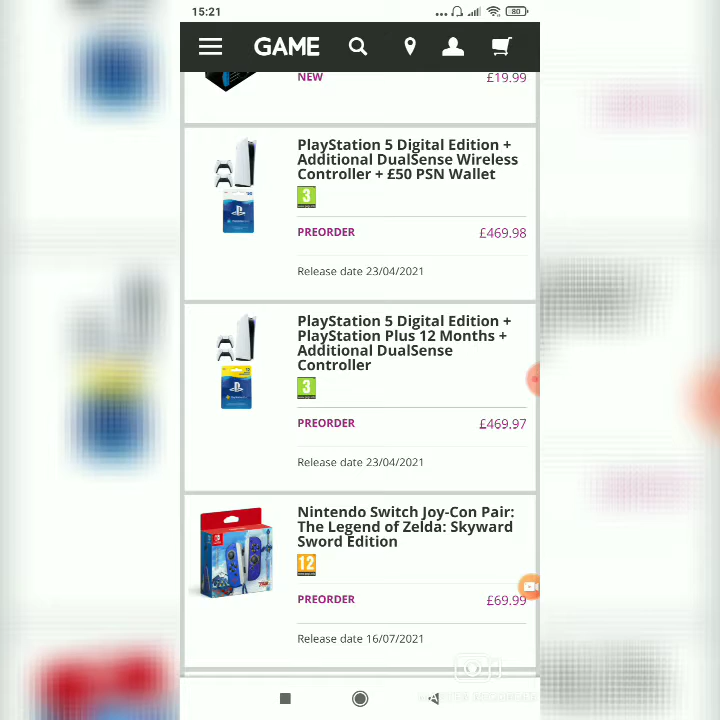 15:21
80
GAME
NEW
£19.99
PlayStation 5 Digital Edition +
Additional DualSense Wireless
Controller + £50 PSN Wallet
3
PREORDER
£469.98
Release date 23/04/2021
PlayStation 5 Digital Edition +
PlayStation Plus 12 Months +
Additional DualSense
Controller
3
PREORDER
£469.97
Release date 23/04/2021
Nintendo Switch Joy-Con Pair:
The Legend of Zelda: Skyward
Sword Edition
12
PREORDER
£69.99
Release date 16/07/2021